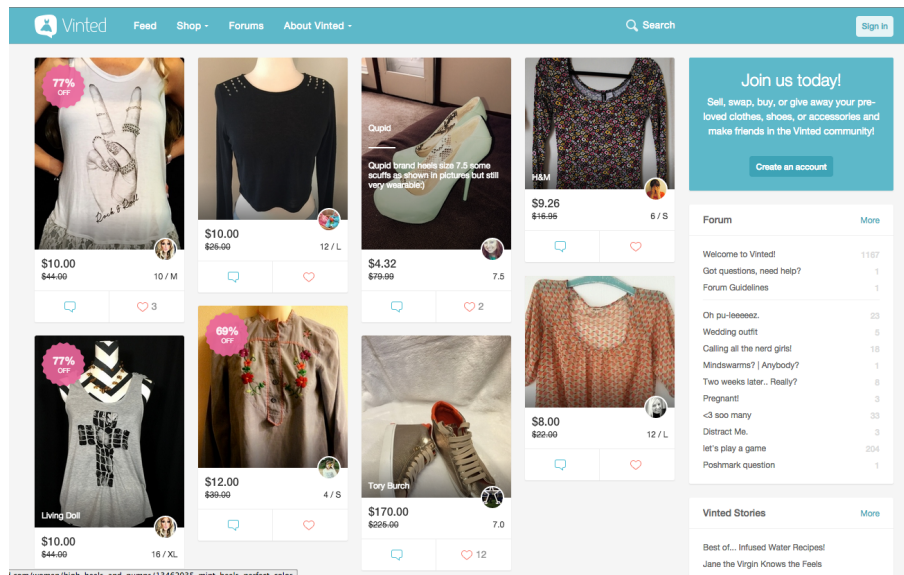 Vinted
Feed
Shop
Forums
About Vinted
Search
Sign in
77%
OFF
Rock & Roll!
$10.00
$44.00
10 / M
3
77%
OFF
Living Doll
$10.00
$44.00
16 / XL
$10.00
$25.00
12 / L
69%
OFF
$12.00
$39.00
4 / S
Qupid
Qupid brand heels size 7.5 some
scuffs as shown in pictures but still
very wearable:)
$4.32
$79.99
7.5
2
Tory Burch
$170.00
$225.00
7.0
12
H&M
$9.26
$16.95
6 / S
$8.00
$22.00
12 / L
Join us today!
Sell, swap, buy, or give away your pre-
loved clothes, shoes, or accessories and
make friends in the Vinted community!
Create an account
Forum
More
Welcome to Vinted! 1167
Got questions, need help? 1
Forum Guidelines 1
Oh pu-leeeeez. 23
Wedding outfit 5
Calling all the nerd girls! 16
Mindswarms? | Anybody? 1
Two weeks later.. Really? 8
Pregnant! 3
<3 soo many 33
Distract Me. 3
let's play a game 204
Poshmark question 1
Vinted Stories
More
Best of... Infused Water Recipes!
Jane the Virgin Knows the Feels